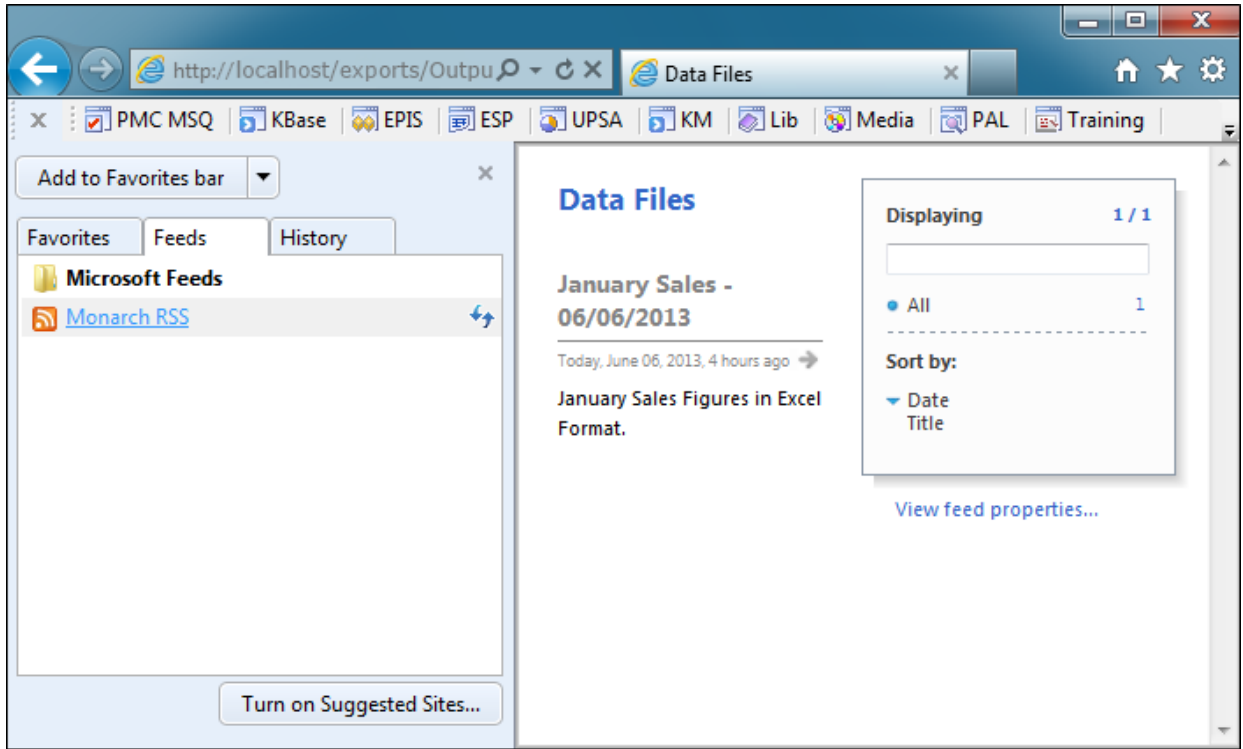 http://localhost/exports/Outpu
Data Files
PMC MSQ KBase EPIS ESP UPSA KM Lib Media PAL Training
Add to Favorites bar
Favorites Feeds History
Microsoft Feeds
Monarch RSS
Turn on Suggested Sites...
Data Files
January Sales -
06/06/2013
Today, June 06, 2013, 4 hours ago
January Sales Figures in Excel
Format.
Displaying 1 / 1
All 1
Sort by:
Date
Title
View feed properties...